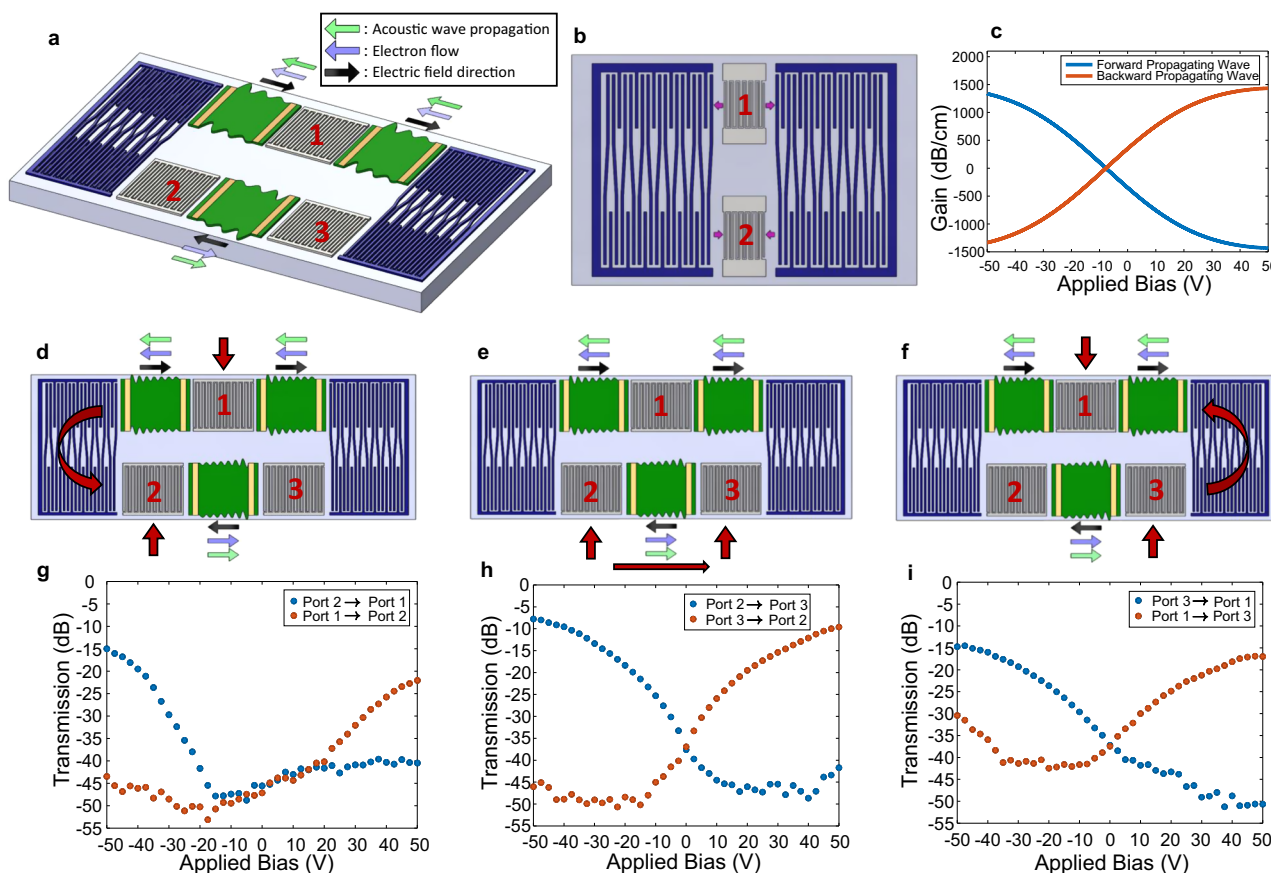 a
: Acoustic wave propagation
: Electron flow
: Electric field direction
1
2
3
b
1
2
c
Forward Propagating Wave
Backward Propagating Wave
Gain (dB/cm)
2000
1500
1000
500
0
-500
-1000
-1500
-50 -40 -30 -20 -10 0 10 20 30 40 50
Applied Bias (V)
d
1
2
3
e
1
2
3
f
1
2
3
g
Port 2 → Port 1
Port 1 → Port 2
Transmission (dB)
0
-5
-10
-15
-20
-25
-30
-35
-40
-45
-50
-55
-50 -40 -30 -20 -10 0 10 20 30 40 50
Applied Bias (V)
h
Port 2 → Port 3
Port 3 → Port 2
Transmission (dB)
0
-5
-10
-15
-20
-25
-30
-35
-40
-45
-50
-55
-50 -40 -30 -20 -10 0 10 20 30 40 50
Applied Bias (V)
i
Port 3 → Port 1
Port 1 → Port 3
Transmission (dB)
0
-5
-10
-15
-20
-25
-30
-35
-40
-45
-50
-55
-50 -40 -30 -20 -10 0 10 20 30 40 50
Applied Bias (V)